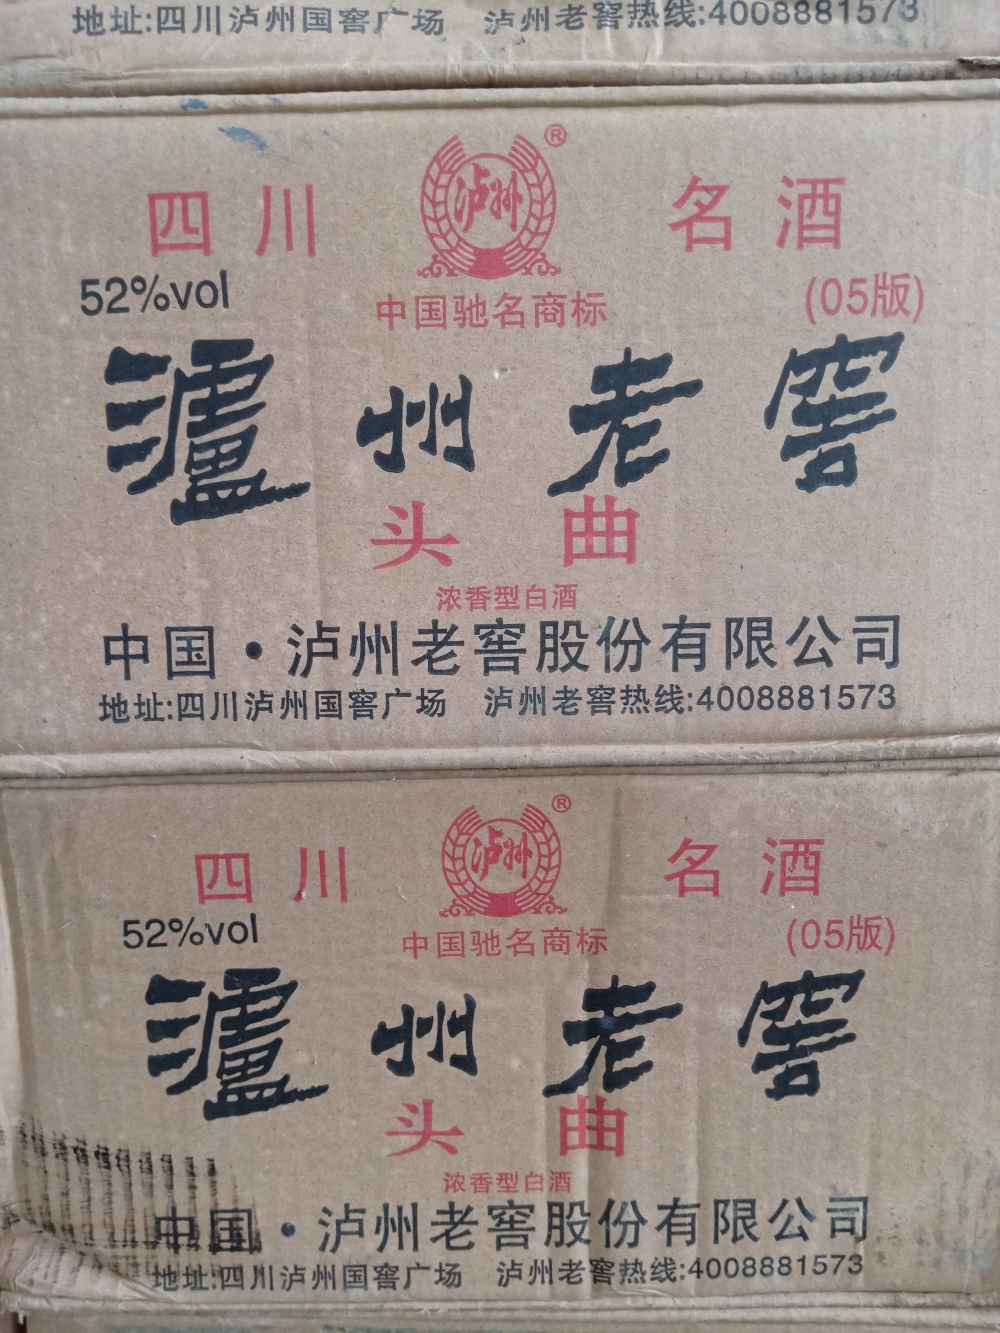 地址:四川泸州国窖广场 泸州老窖热线:4008881573
®
泸州
四川 名酒
52%vol 中国驰名商标 (05版)
瀘州老窖
头曲
浓香型白酒
中国·泸州老窖股份有限公司
地址:四川泸州国窖广场 泸州老窖热线:4008881573
®
泸州
四川 名酒
52%vol 中国驰名商标 (05版)
瀘州老窖
头曲
浓香型白酒
中国·泸州老窖股份有限公司
地址:四川泸州国窖广场 泸州老窖热线:4008881573